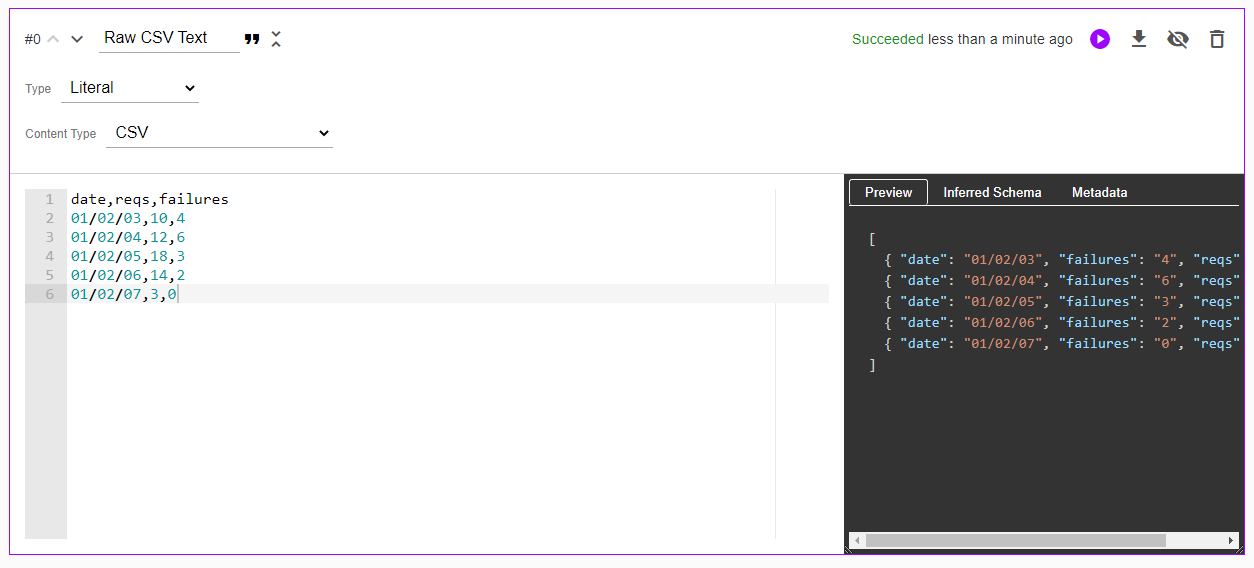 #0 Raw CSV Text Succeeded less than a minute ago
Type Literal
Content Type CSV
1 date,reqs,failures
2 01/02/03,10,4
3 01/02/04,12,6
4 01/02/05,18,3
5 01/02/06,14,2
6 01/02/07,3,0
Preview Inferred Schema Metadata
[
{ "date": "01/02/03", "failures": "4", "reqs"
{ "date": "01/02/04", "failures": "6", "reqs"
{ "date": "01/02/05", "failures": "3", "reqs"
{ "date": "01/02/06", "failures": "2", "reqs"
{ "date": "01/02/07", "failures": "0", "reqs"
]